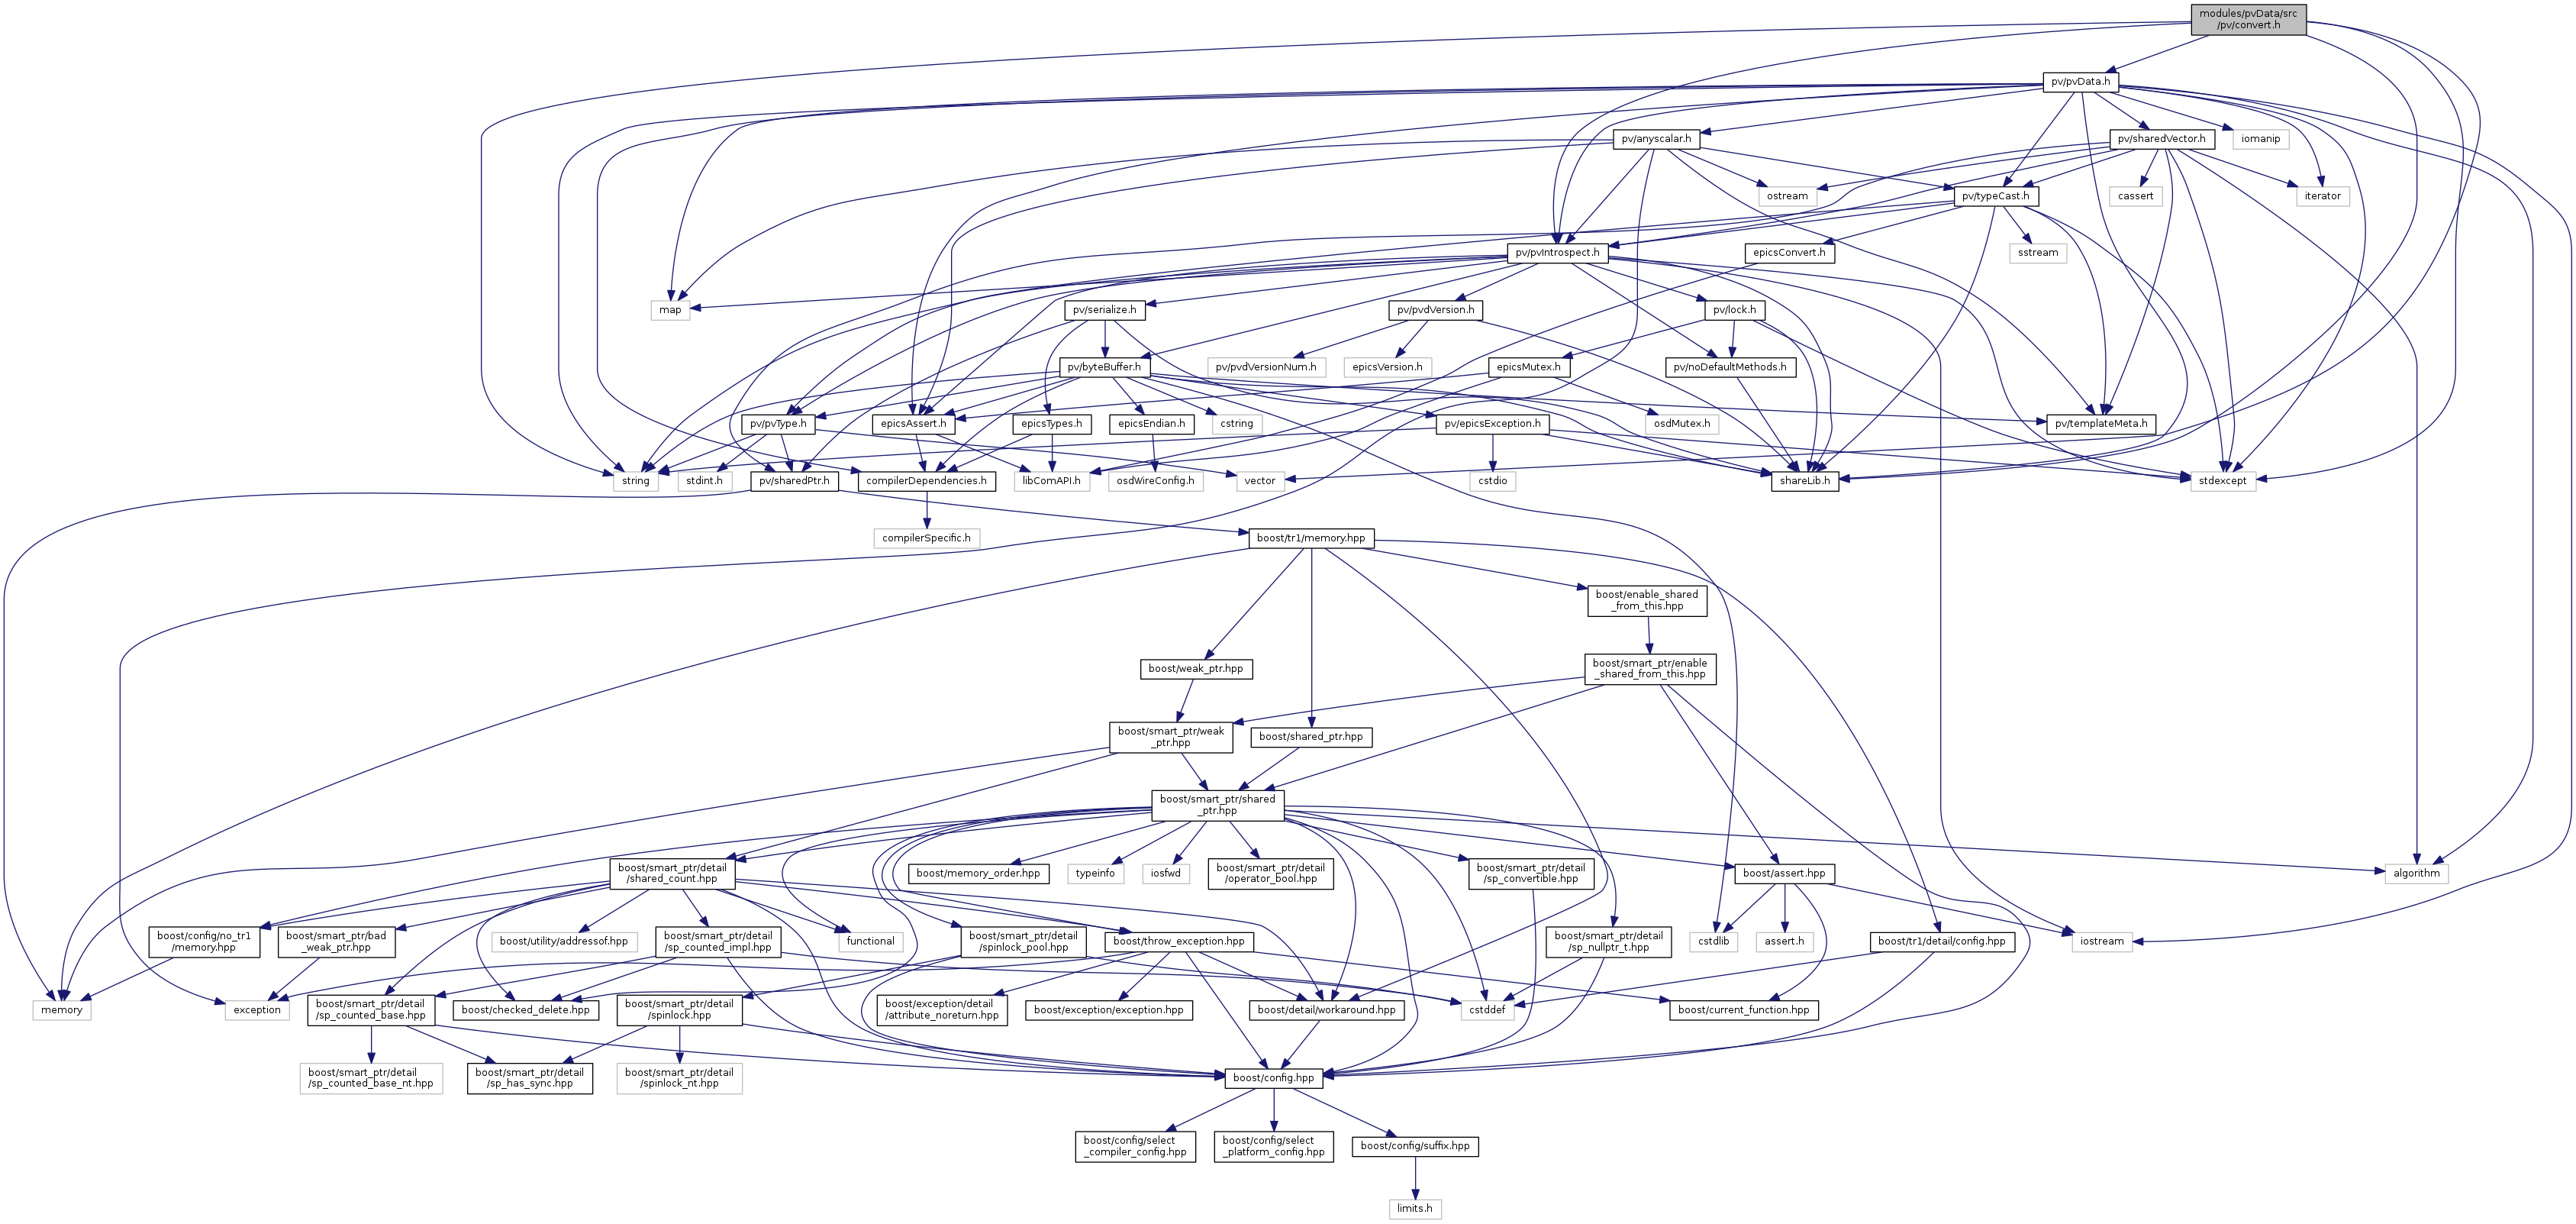 modules/pvData/src
/pv/convert.h
pv/pvData.h
pv/anyscalar.h
pv/sharedVector.h
iomanip
ostream
pv/typeCast.h
cassert
iterator
pv/pvIntrospect.h
epicsConvert.h
sstream
map
pv/serialize.h
pv/pvdVersion.h
pv/lock.h
pv/byteBuffer.h
pv/pvdVersionNum.h
epicsVersion.h
epicsMutex.h
pv/noDefaultMethods.h
pv/pvType.h
epicsAssert.h
epicsTypes.h
epicsEndian.h
cstring
pv/epicsException.h
osdMutex.h
pv/templateMeta.h
string
stdint.h
pv/sharedPtr.h
compilerDependencies.h
libComAPI.h
osdWireConfig.h
vector
cstdio
shareLib.h
stdexcept
compilerSpecific.h
boost/tr1/memory.hpp
boost/enable_shared
_from_this.hpp
boost/weak_ptr.hpp
boost/smart_ptr/enable
_shared_from_this.hpp
boost/smart_ptr/weak
_ptr.hpp
boost/shared_ptr.hpp
boost/smart_ptr/shared
_ptr.hpp
boost/smart_ptr/detail
/shared_count.hpp
boost/memory_order.hpp
typeinfo
iosfwd
boost/smart_ptr/detail
/operator_bool.hpp
boost/smart_ptr/detail
/sp_convertible.hpp
boost/assert.hpp
algorithm
boost/config/no_tr1
/memory.hpp
boost/smart_ptr/bad
_weak_ptr.hpp
boost/utility/addressof.hpp
boost/smart_ptr/detail
/sp_counted_impl.hpp
functional
boost/smart_ptr/detail
/spinlock_pool.hpp
boost/throw_exception.hpp
boost/smart_ptr/detail
/sp_nullptr_t.hpp
cstdlib
assert.h
boost/tr1/detail/config.hpp
iostream
memory
exception
boost/smart_ptr/detail
/sp_counted_base.hpp
boost/checked_delete.hpp
boost/smart_ptr/detail
/spinlock.hpp
boost/exception/detail
/attribute_noreturn.hpp
boost/exception/exception.hpp
boost/detail/workaround.hpp
cstddef
boost/current_function.hpp
boost/smart_ptr/detail
/sp_counted_base_nt.hpp
boost/smart_ptr/detail
/sp_has_sync.hpp
boost/smart_ptr/detail
/spinlock_nt.hpp
boost/config.hpp
boost/config/select
_compiler_config.hpp
boost/config/select
_platform_config.hpp
boost/config/suffix.hpp
limits.h